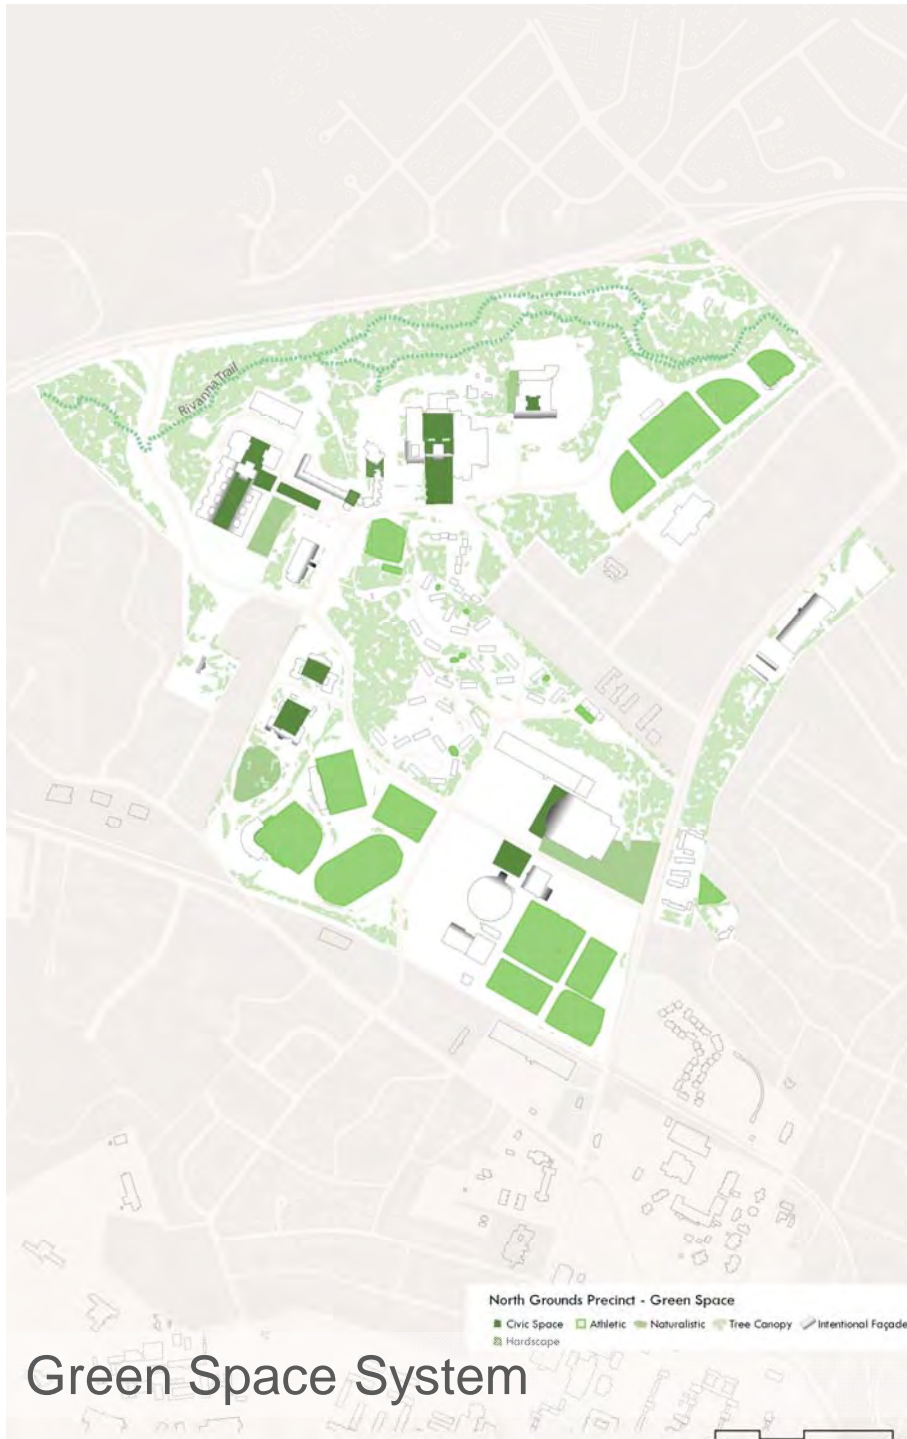 Rivanna Trail
North Grounds Precinct - Green Space
Civic Space Athletic Naturalistic Tree Canopy Intentional Façade
Hardscape
Green Space System